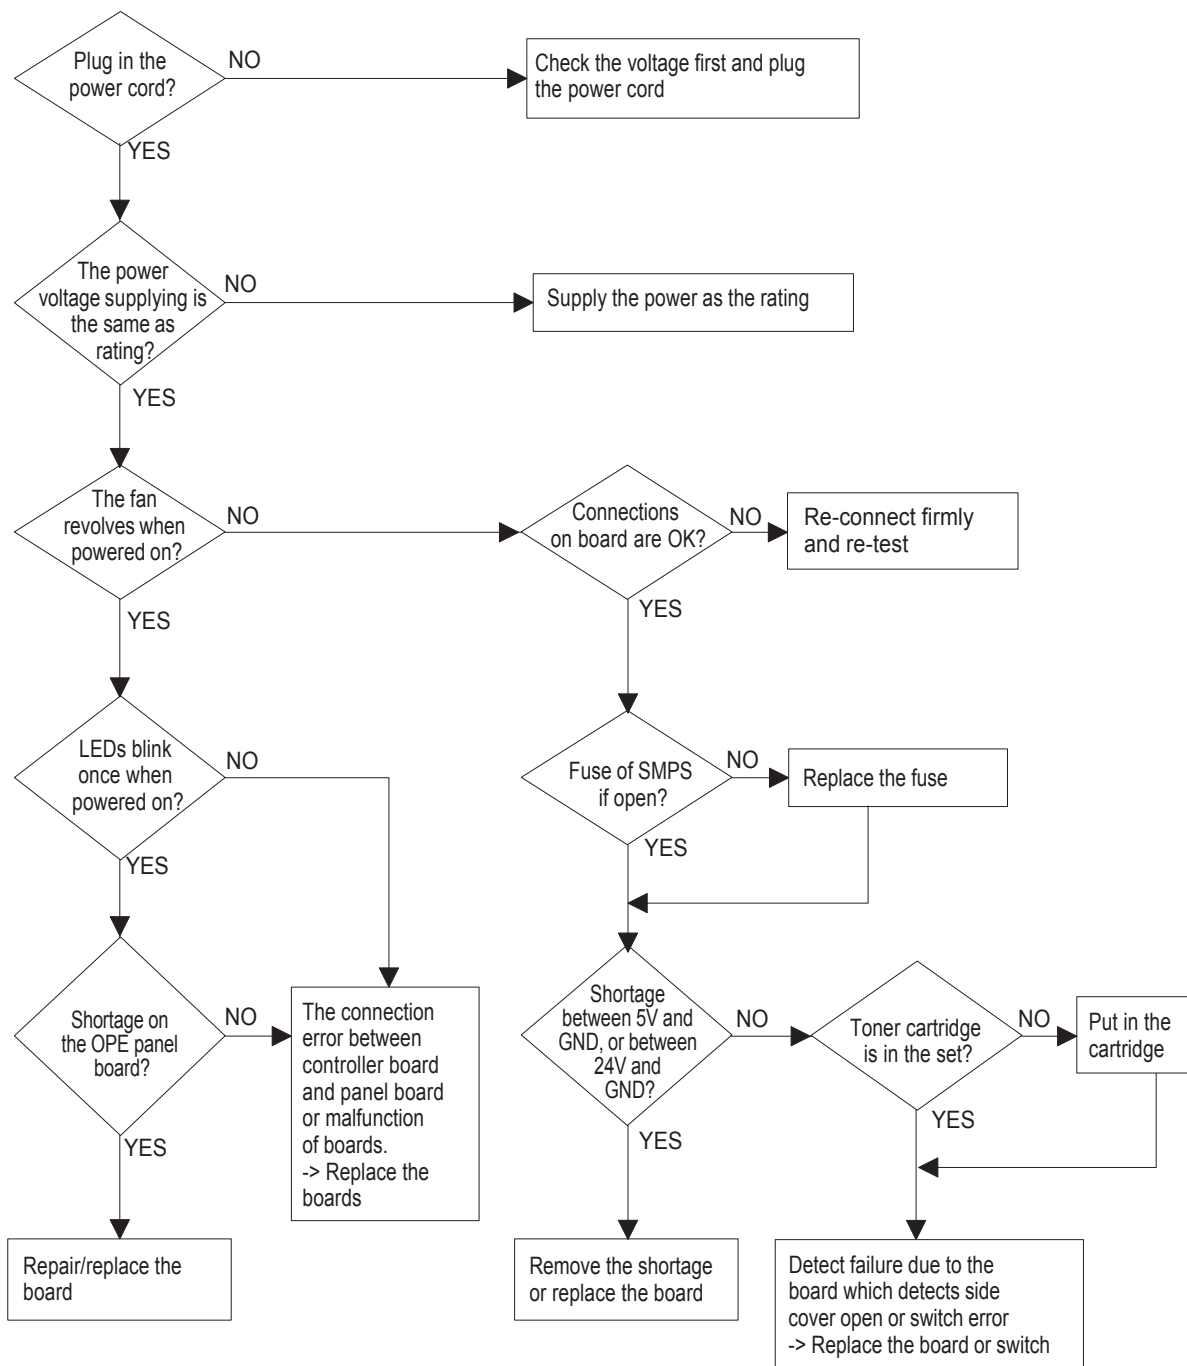 Plug in the
power cord?
NO
Check the voltage first and plug
the power cord
YES
The power
voltage supplying is
the same as
rating?
NO
Supply the power as the rating
YES
The fan
revolves when
powered on?
NO
Connections
on board are OK?
NO
Re-connect firmly
and re-test
YES
YES
LEDs blink
once when
powered on?
NO
Fuse of SMPS
if open?
NO
Replace the fuse
YES
YES
Shortage on
the OPE panel
board?
NO
The connection
error between
controller board
and panel board
or malfunction
of boards.
-> Replace the
boards
Shortage
between 5V and
GND, or between
24V and
GND?
NO
Toner cartridge
is in the set?
NO
Put in the
cartridge
YES
YES
YES
Repair/replace the
board
Remove the shortage
or replace the board
Detect failure due to the
board which detects side
cover open or switch error
-> Replace the board or switch